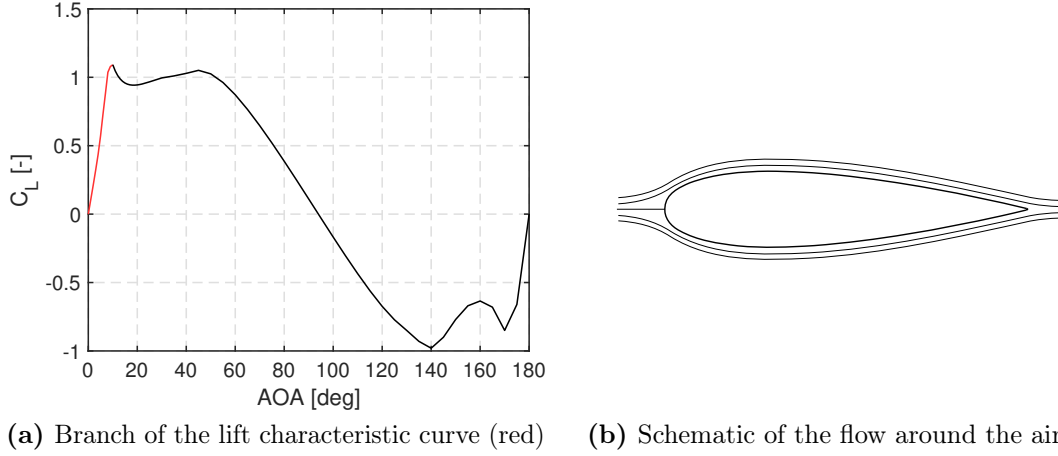 1.5
1
0.5
0
-0.5
-1
C_L [-]
0 20 40 60 80 100 120 140 160 180
AOA [deg]
(a) Branch of the lift characteristic curve (red)
(b) Schematic of the flow around the